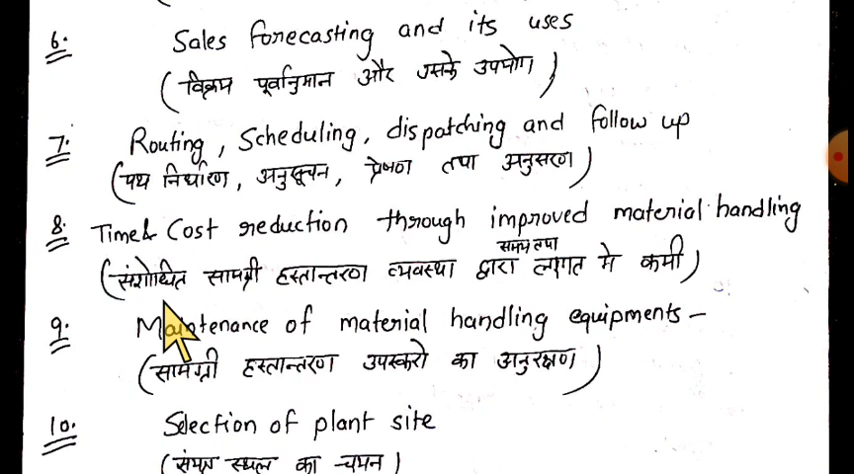 6. Sales forecasting and its uses
(विक्रय पूर्वानुमान और उसके उपयोग)
7. Routing, Scheduling, dispatching and follow up
(पथ निर्धारण, अनुसूचन, प्रेषण तथा अनुसरण)
8. Time & Cost reduction through improved material handling
(संशोधित सामग्री हस्तान्तरण व्यवस्था द्वारा समय तथा लागत मे कमी)
9. Maintenance of material handling equipments -
(सामग्री हस्तान्तरण उपस्करो का अनुरक्षण)
10. Selection of plant site
(संयंत्र स्थल का चयन)